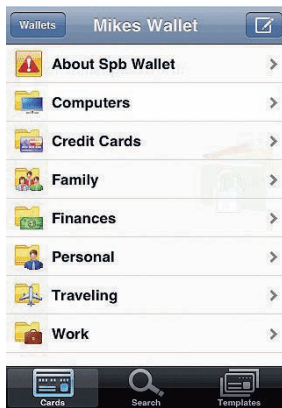 Wallets Mikes Wallet
About Spb Wallet
Computers
Credit Cards
Family
Finances
Personal
Traveling
Work
Cards Search Templates